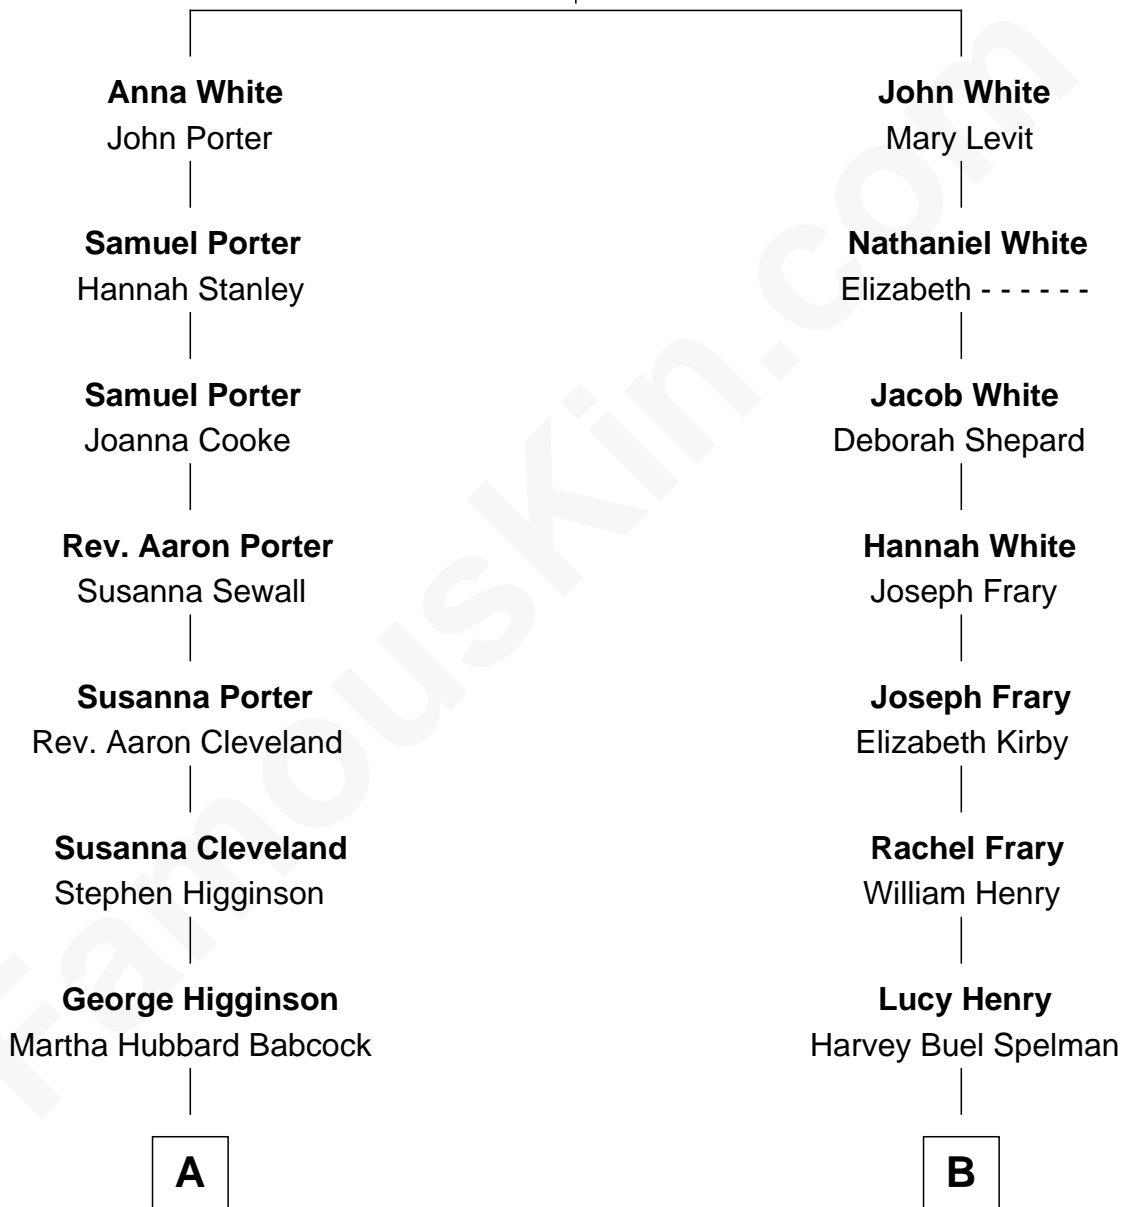 Anna White
John Porter
Samuel Porter
Hannah Stanley
Samuel Porter
Joanna Cooke
Rev. Aaron Porter
Susanna Sewall
Susanna Porter
Rev. Aaron Cleveland
Susanna Cleveland
Stephen Higginson
George Higginson
Martha Hubbard Babcock
A
John White
Mary Levit
Nathaniel White
Elizabeth - - - - - -
Jacob White
Deborah Shepard
Hannah White
Joseph Frary
Joseph Frary
Elizabeth Kirby
Rachel Frary
William Henry
Lucy Henry
Harvey Buel Spelman
B
FamousKin.com